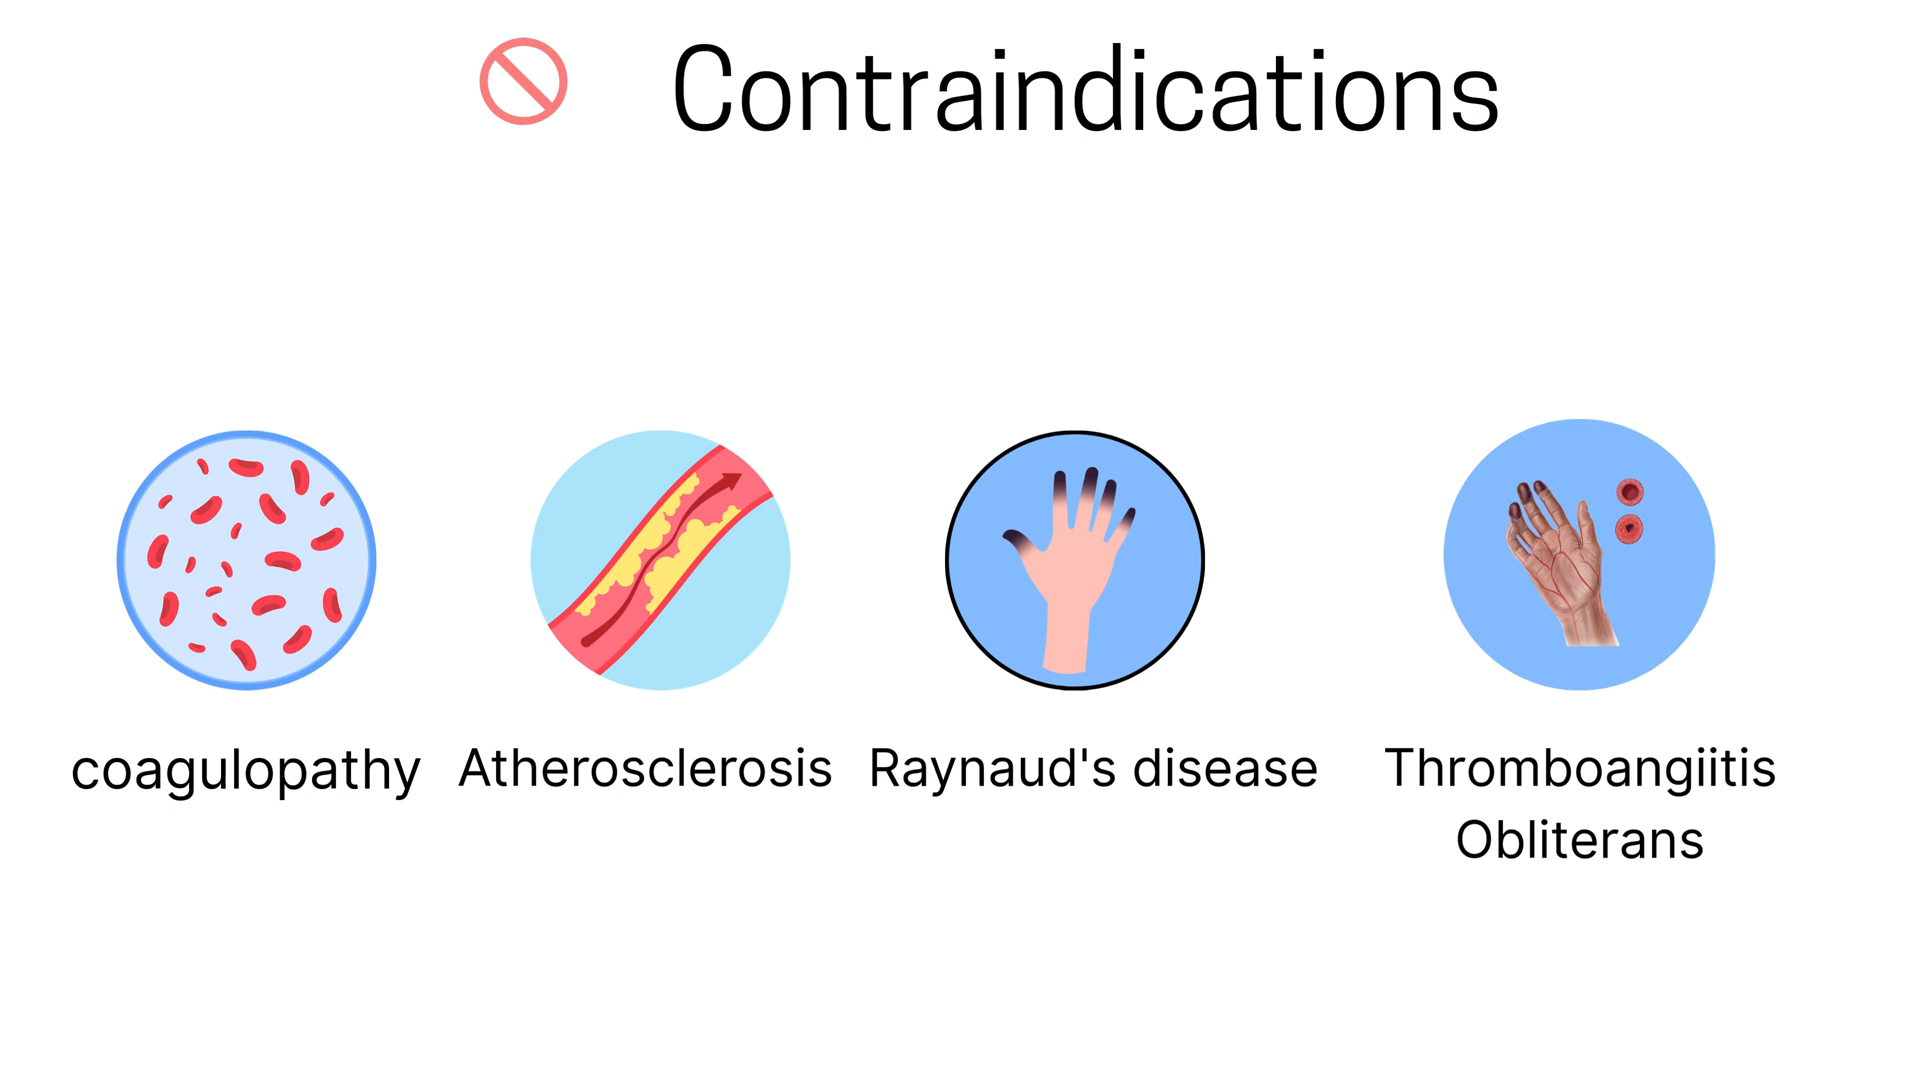 Contraindications
coagulopathy
Atherosclerosis
Raynaud's disease
Thromboangiitis
Obliterans